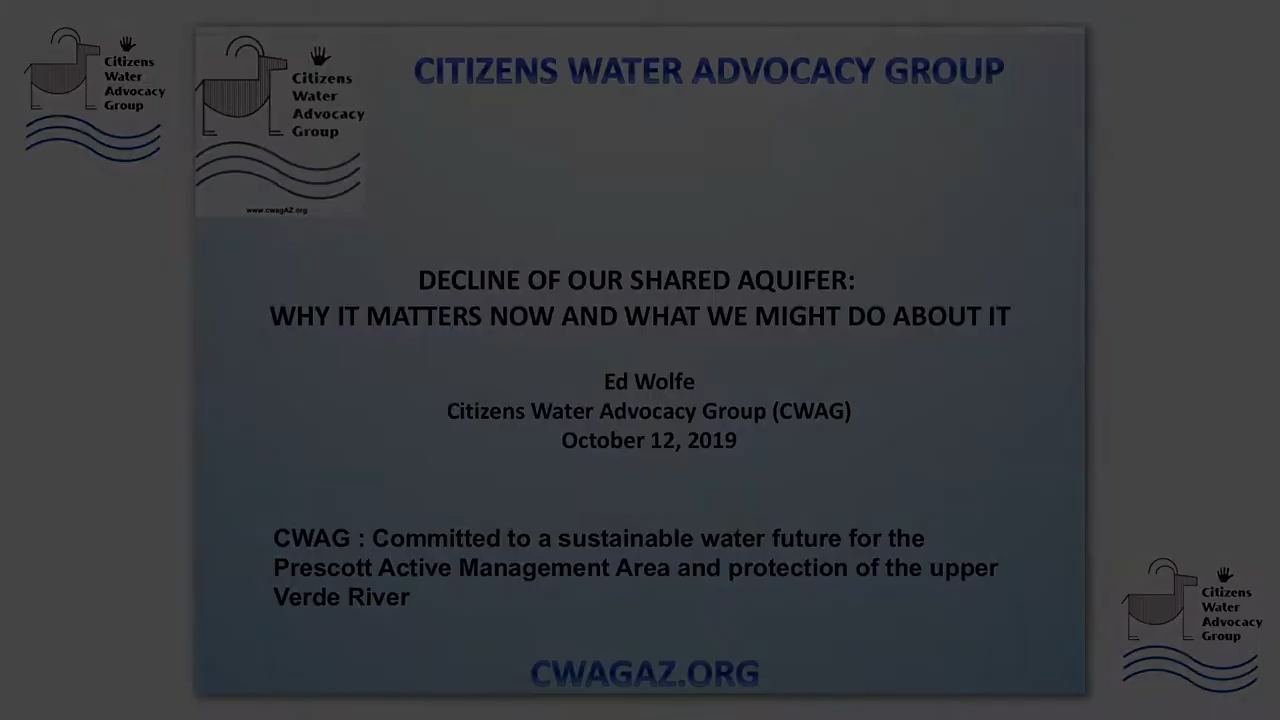 Citizens
Water
Advocacy
Group
Citizens
Water
Advocacy
Group
www.cwagAZ.org
CITIZENS WATER ADVOCACY GROUP
DECLINE OF OUR SHARED AQUIFER:
WHY IT MATTERS NOW AND WHAT WE MIGHT DO ABOUT IT
Ed Wolfe
Citizens Water Advocacy Group (CWAG)
October 12, 2019
CWAG : Committed to a sustainable water future for the
Prescott Active Management Area and protection of the upper
Verde River
CWAGAZ.ORG
Citizens
Water
Advocacy
Group